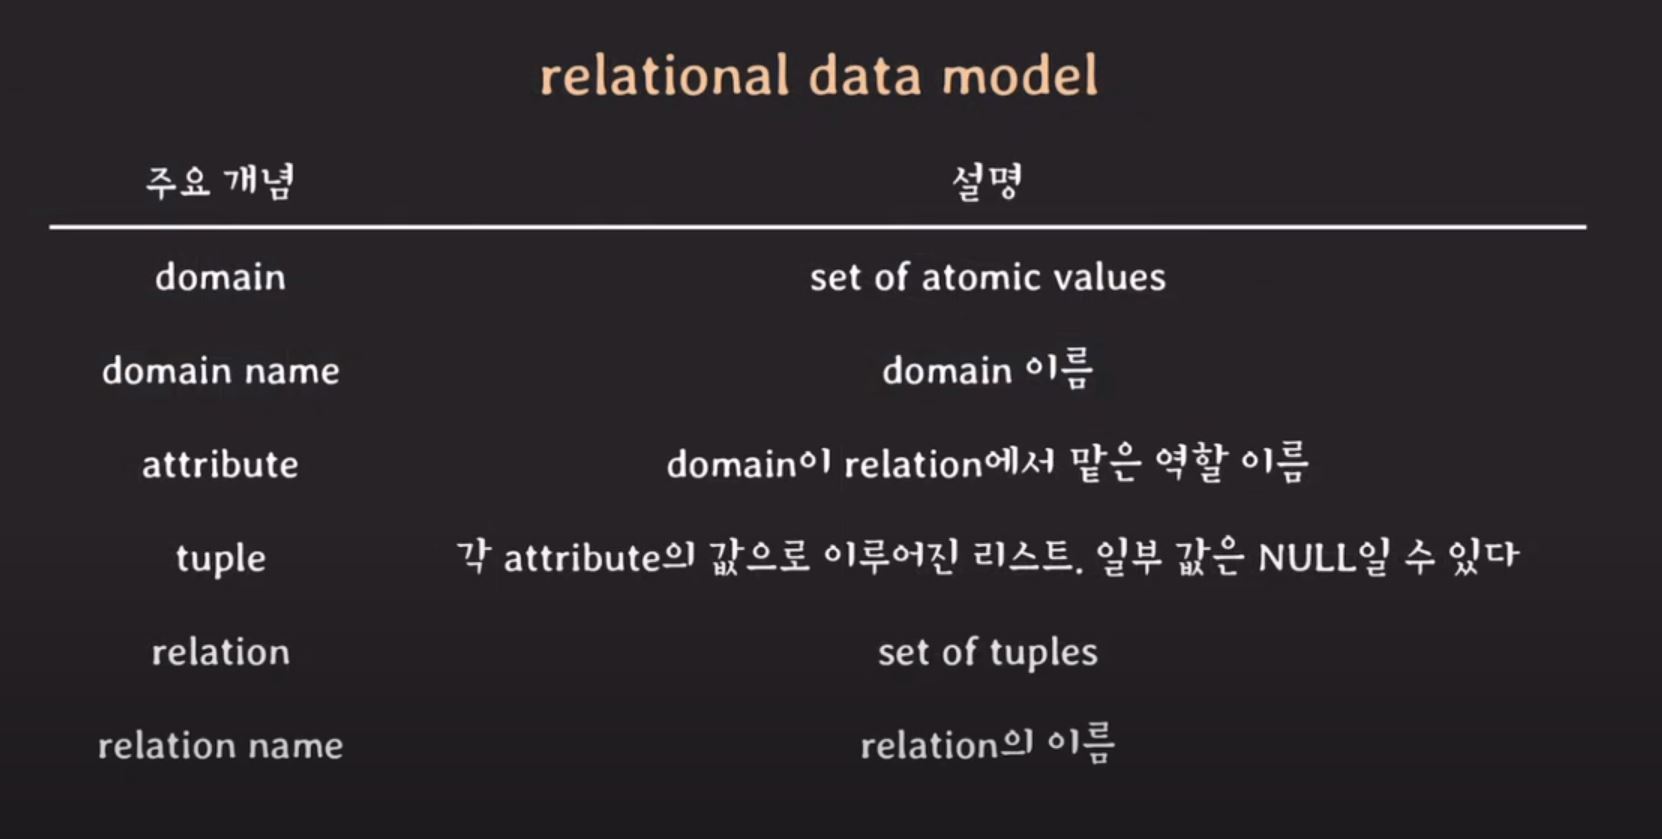 relational data model
주요 개념 설명
domain set of atomic values
domain name domain 이름
attribute domain이 relation에서 맡은 역할 이름
tuple 각 attribute의 값으로 이루어진 리스트. 일부 값은 NULL일 수 있다
relation set of tuples
relation name relation의 이름